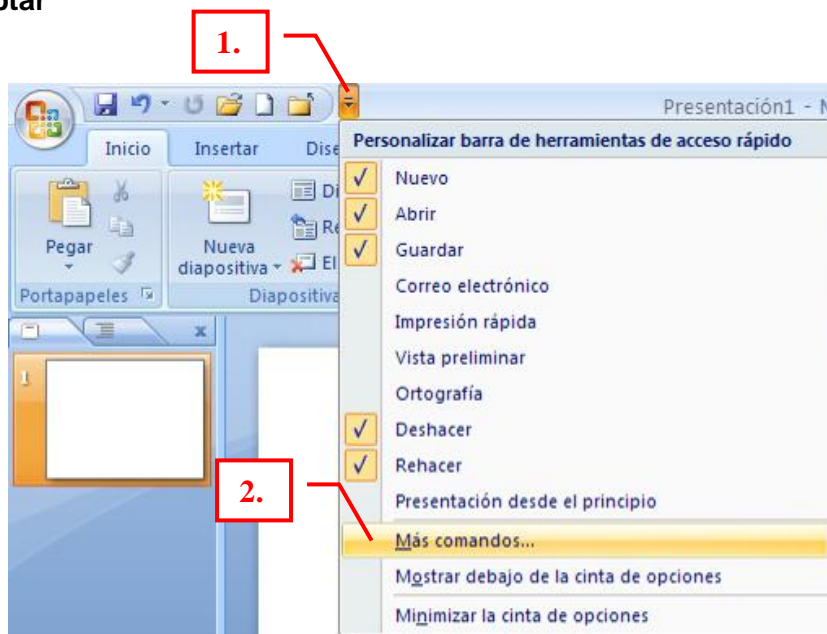 1.
Presentación1 -
Inicio Insertar
Personalizar barra de herramientas de acceso rápido
Nuevo
Abrir
Guardar
Correo electrónico
Impresión rápida
Vista preliminar
Ortografía
Deshacer
Rehacer
Presentación desde el principio
Más comandos...
Mostrar debajo de la cinta de opciones
Minimizar la cinta de opciones
Pegar
Nueva
diapositiva
Portapapeles
1
2.